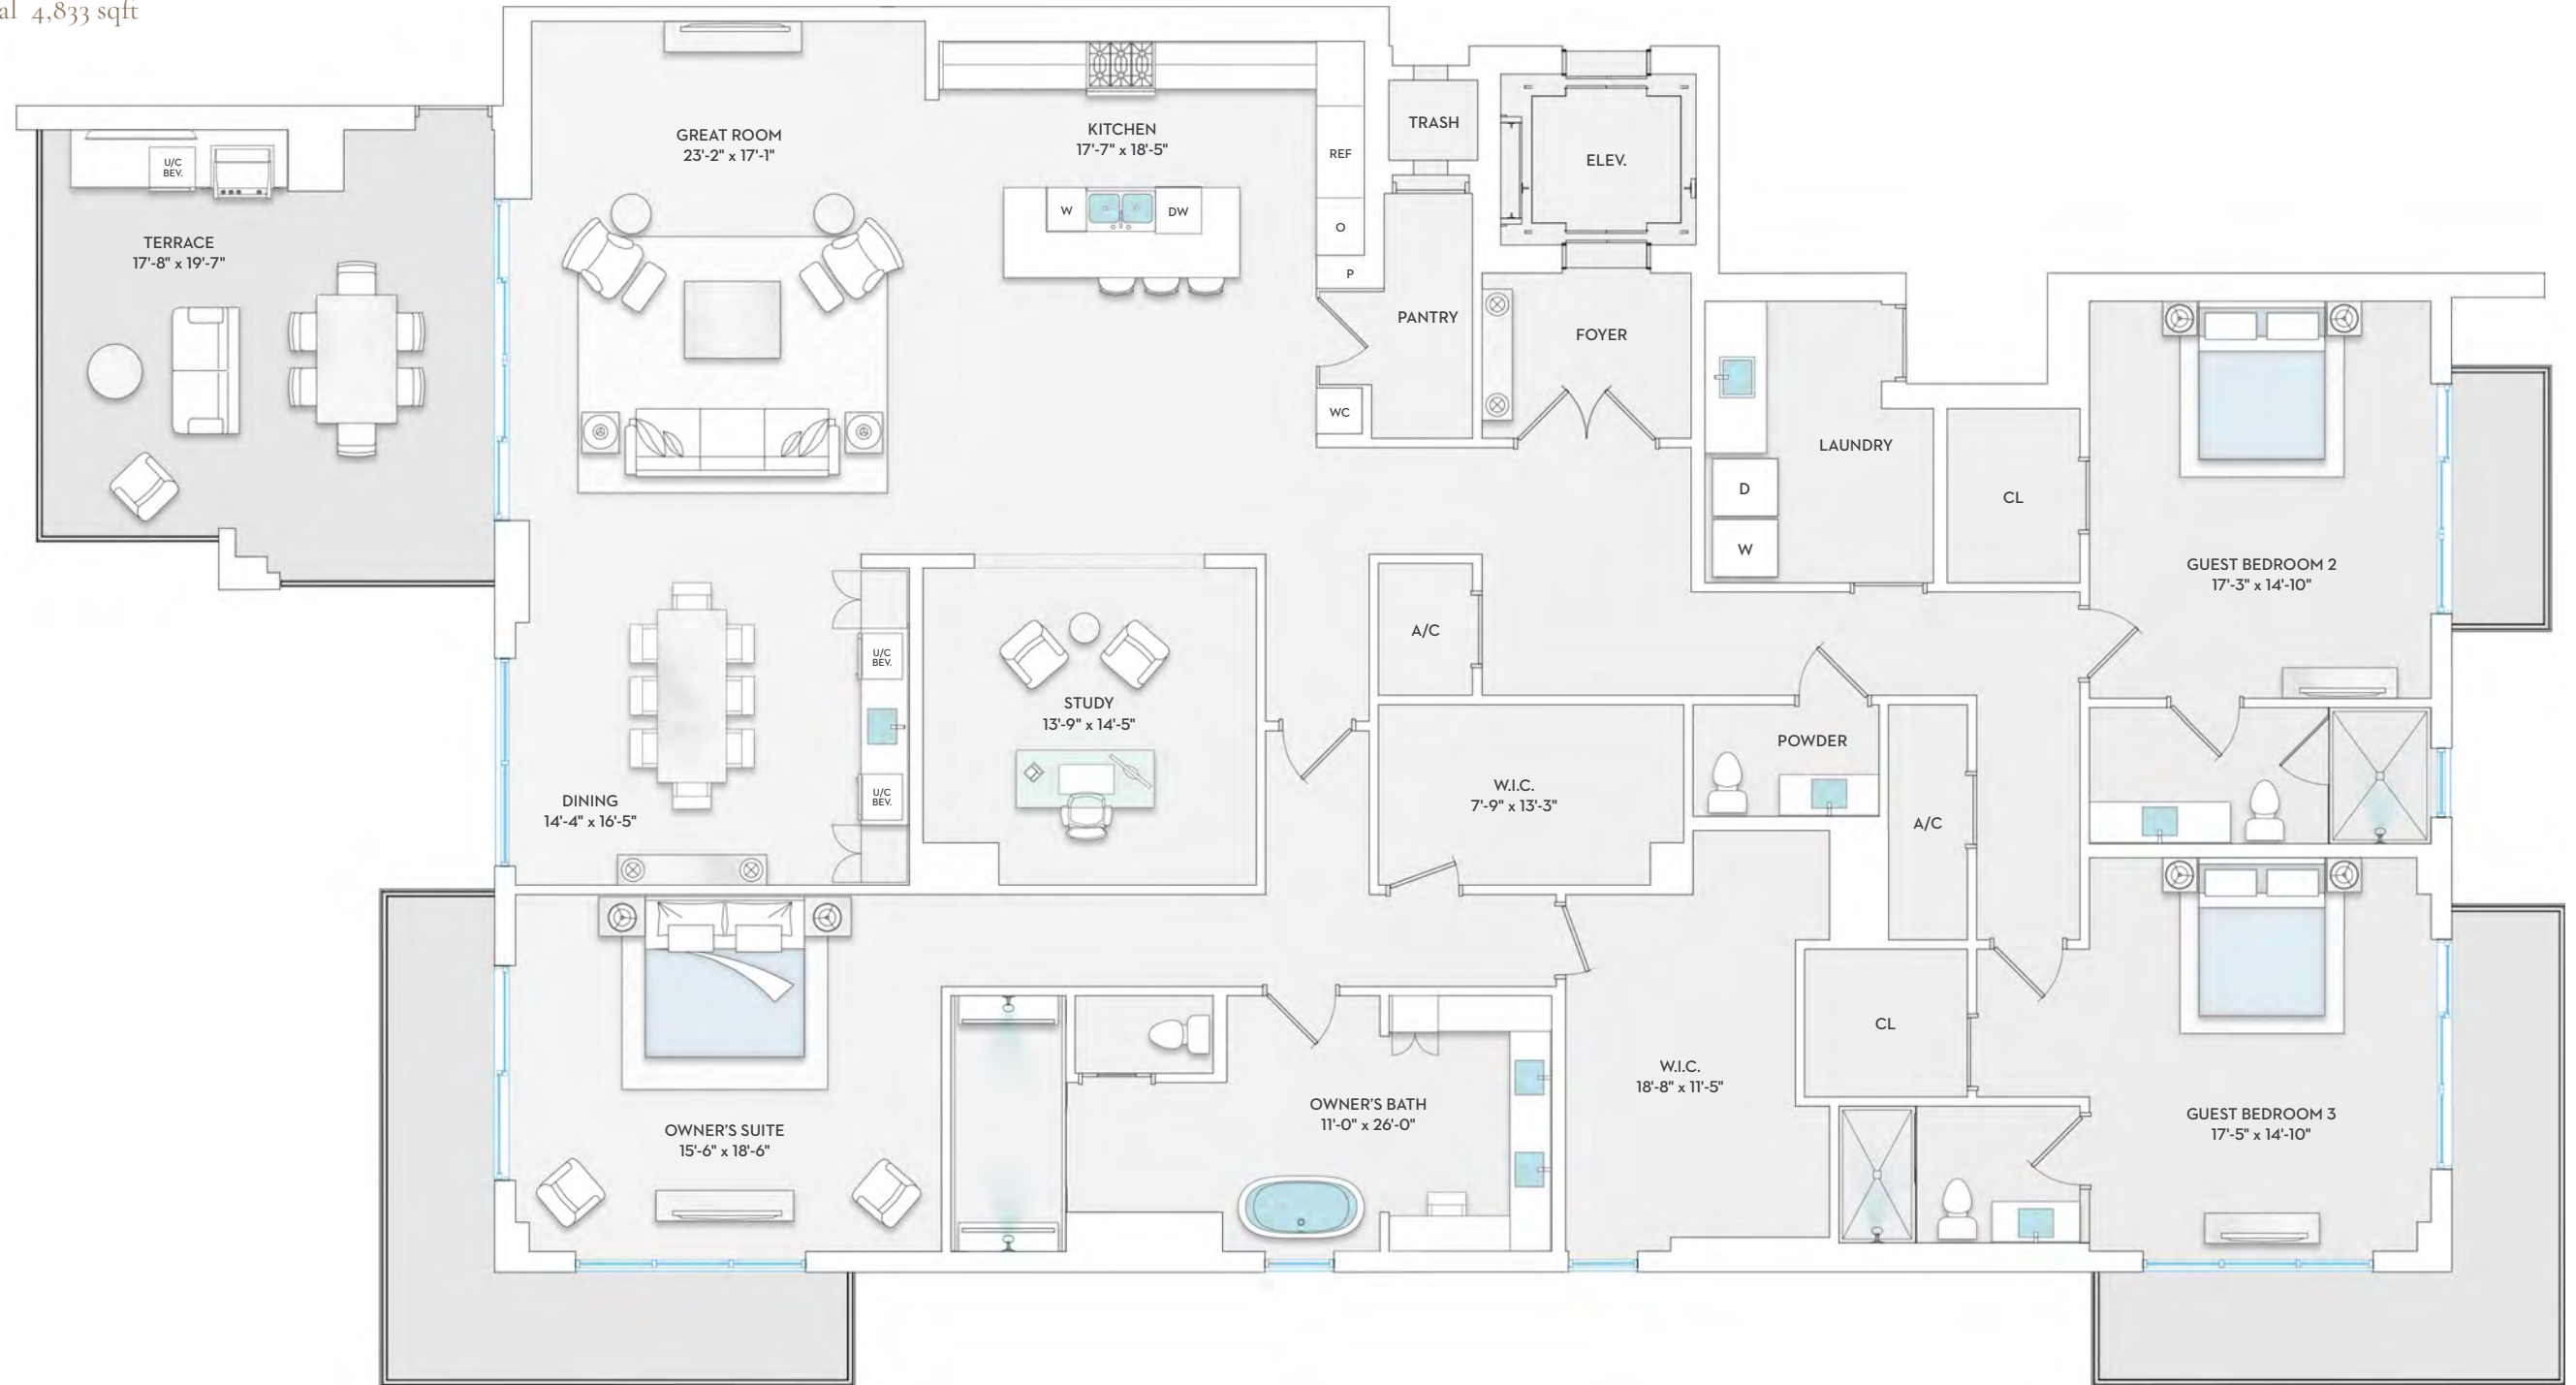 4,833 sqft
GREAT ROOM
23'-2" x 17'-1"
KITCHEN
17'-7" x 18'-5"
TRASH
ELEV.
REF
U/C
BEV.
W
DW
O
TERRACE
17'-8" x 19'-7"
P
PANTRY
FOYER
WC
LAUNDRY
D
W
CL
GUEST BEDROOM 2
17'-3" x 14'-10"
A/C
U/C
BEV.
STUDY
13'-9" x 14'-5"
POWDER
W.I.C.
7'-9" x 13'-3"
U/C
BEV.
DINING
14'-4" x 16'-5"
A/C
CL
W.I.C.
18'-8" x 11'-5"
OWNER'S BATH
11'-0" x 26'-0"
OWNER'S SUITE
15'-6" x 18'-6"
GUEST BEDROOM 3
17'-5" x 14'-10"